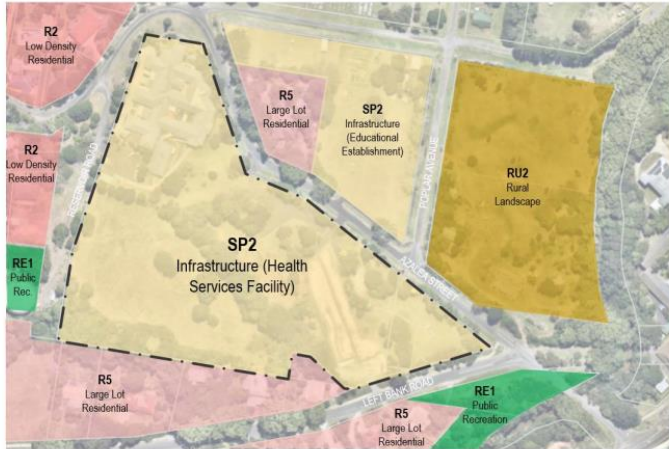 R2
Low Density
Residential
R5
Large Lot
Residential
SP2
Infrastructure
(Educational
Establishment)
POPLAR AVENUE
RU2
Rural
Landscape
R2
Low Density
Residential
RESERVOIR ROAD
RE1
Public
Rec.
SP2
Infrastructure (Health
Services Facility)
AZALEA STREET
R5
Large Lot
Residential
LEFT BANK ROAD
RE1
Public
Recreation
R5
Large Lot
Residential